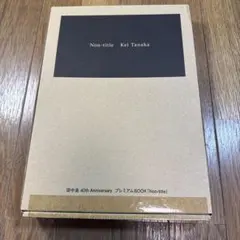 Non-title Kei Tanaka
田中圭 40th Anniversary プレミアムBOOK『Non-title』